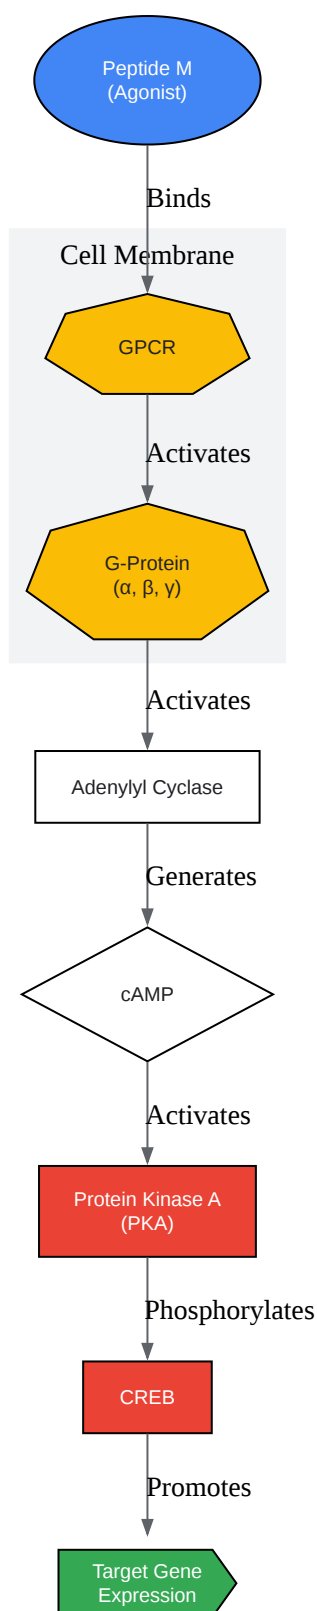 Peptide M
(Agonist)
Binds
Cell Membrane
GPCR
Activates
G-Protein
(α, β, γ)
Activates
Adenylyl Cyclase
Generates
cAMP
Activates
Protein Kinase A
(PKA)
Phosphorylates
CREB
Promotes
Target Gene
Expression